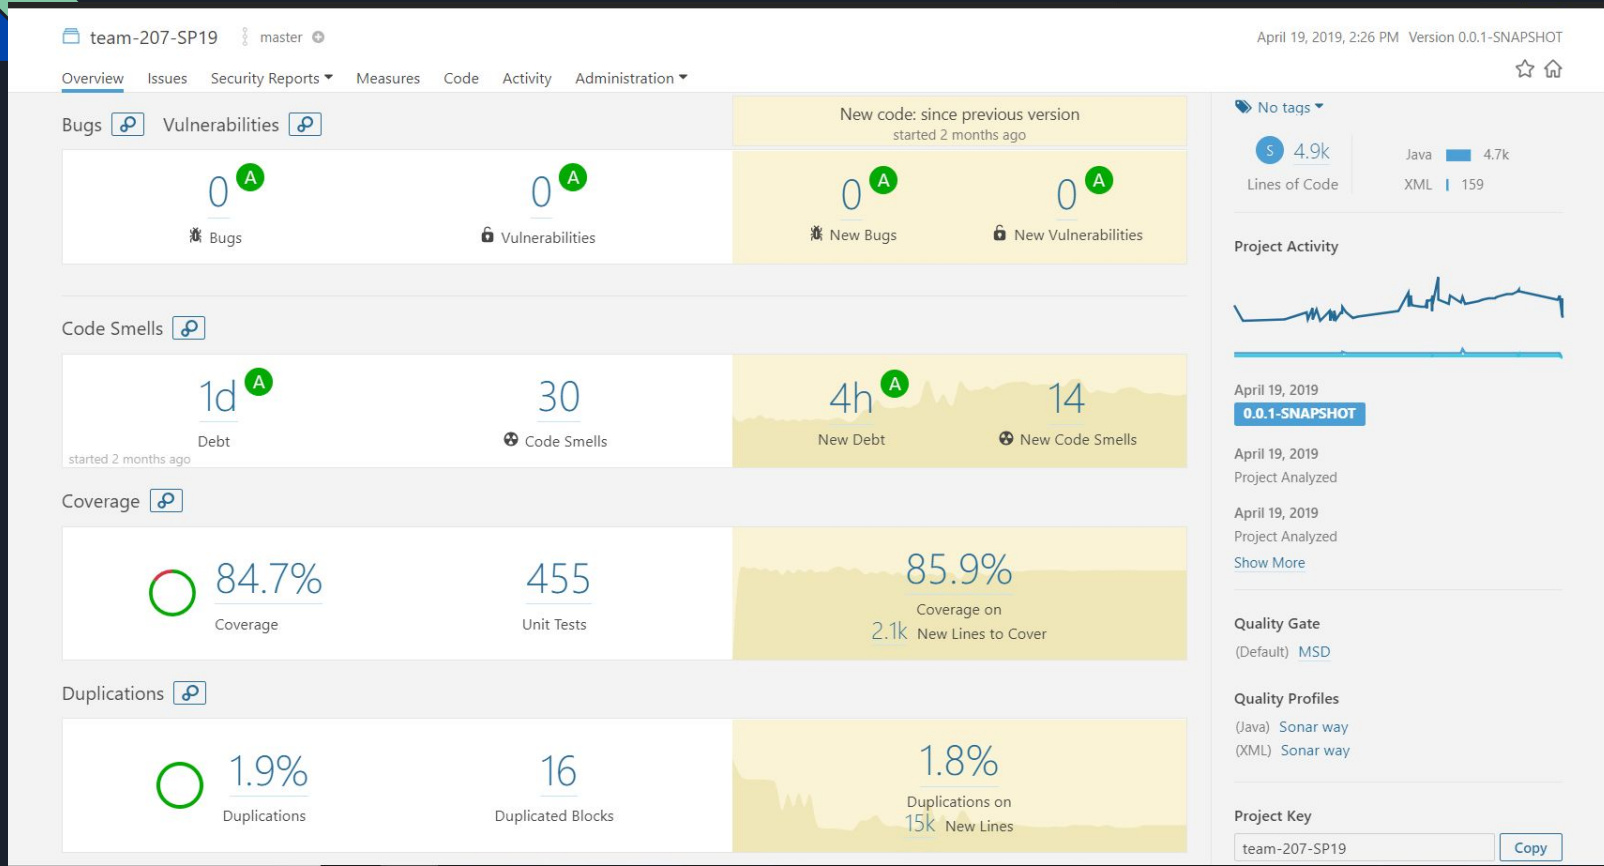 team-207-SP19 master
April 19, 2019, 2:26 PM Version 0.0.1-SNAPSHOT
Overview Issues Security Reports Measures Code Activity Administration
Bugs Vulnerabilities
New code: since previous version
started 2 months ago
0 A
Bugs
0 A
Vulnerabilities
0 A
New Bugs
0 A
New Vulnerabilities
Code Smells
1d A
Debt
started 2 months ago
30
Code Smells
4h A
New Debt
14
New Code Smells
Coverage
84.7%
Coverage
455
Unit Tests
85.9%
Coverage on
2.1k New Lines to Cover
Duplications
1.9%
Duplications
16
Duplicated Blocks
1.8%
Duplications on
15k New Lines
No tags
S 4.9k
Lines of Code
Java 4.7k
XML 159
Project Activity
April 19, 2019
0.0.1-SNAPSHOT
April 19, 2019
Project Analyzed
April 19, 2019
Project Analyzed
Show More
Quality Gate
(Default) MSD
Quality Profiles
(Java) Sonar way
(XML) Sonar way
Project Key
team-207-SP19 Copy